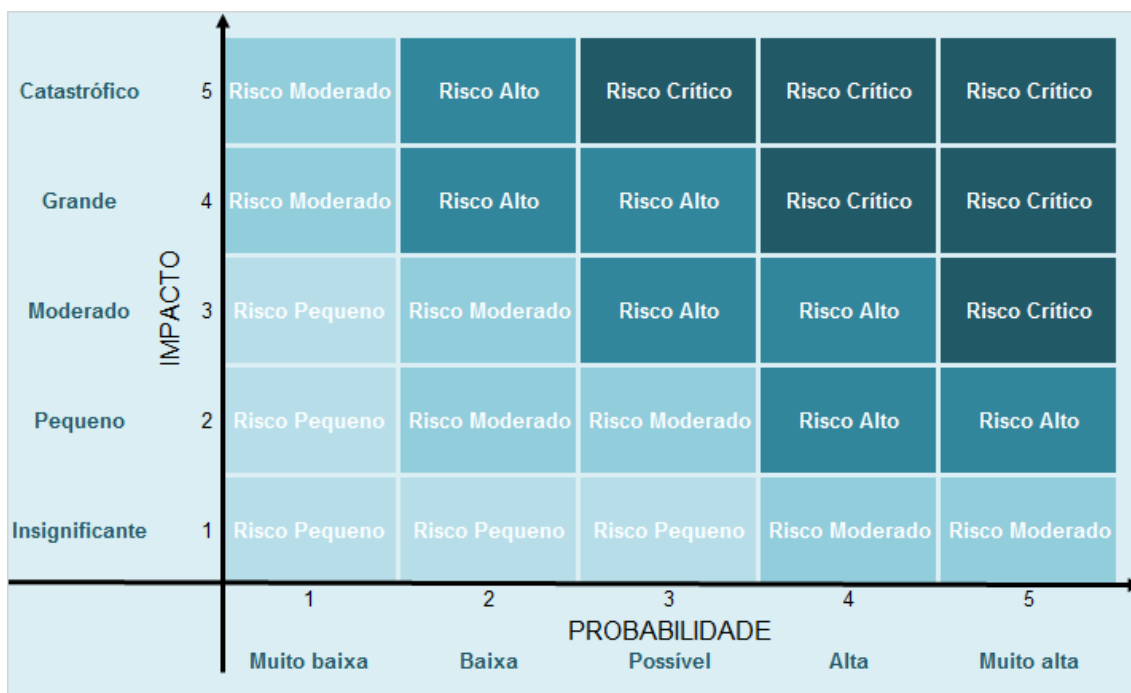 Catastrófico 5 Risco Moderado Risco Alto Risco Crítico Risco Crítico Risco Crítico
Grande 4 Risco Moderado Risco Alto Risco Alto Risco Crítico Risco Crítico
IMPACTO
Moderado 3 Risco Pequeno Risco Moderado Risco Alto Risco Alto Risco Crítico
Pequeno 2 Risco Pequeno Risco Moderado Risco Moderado Risco Alto Risco Alto
Insignificante 1 Risco Pequeno Risco Pequeno Risco Pequeno Risco Moderado Risco Moderado
1 2 3 4 5
PROBABILIDADE
Muito baixa Baixa Possível Alta Muito alta